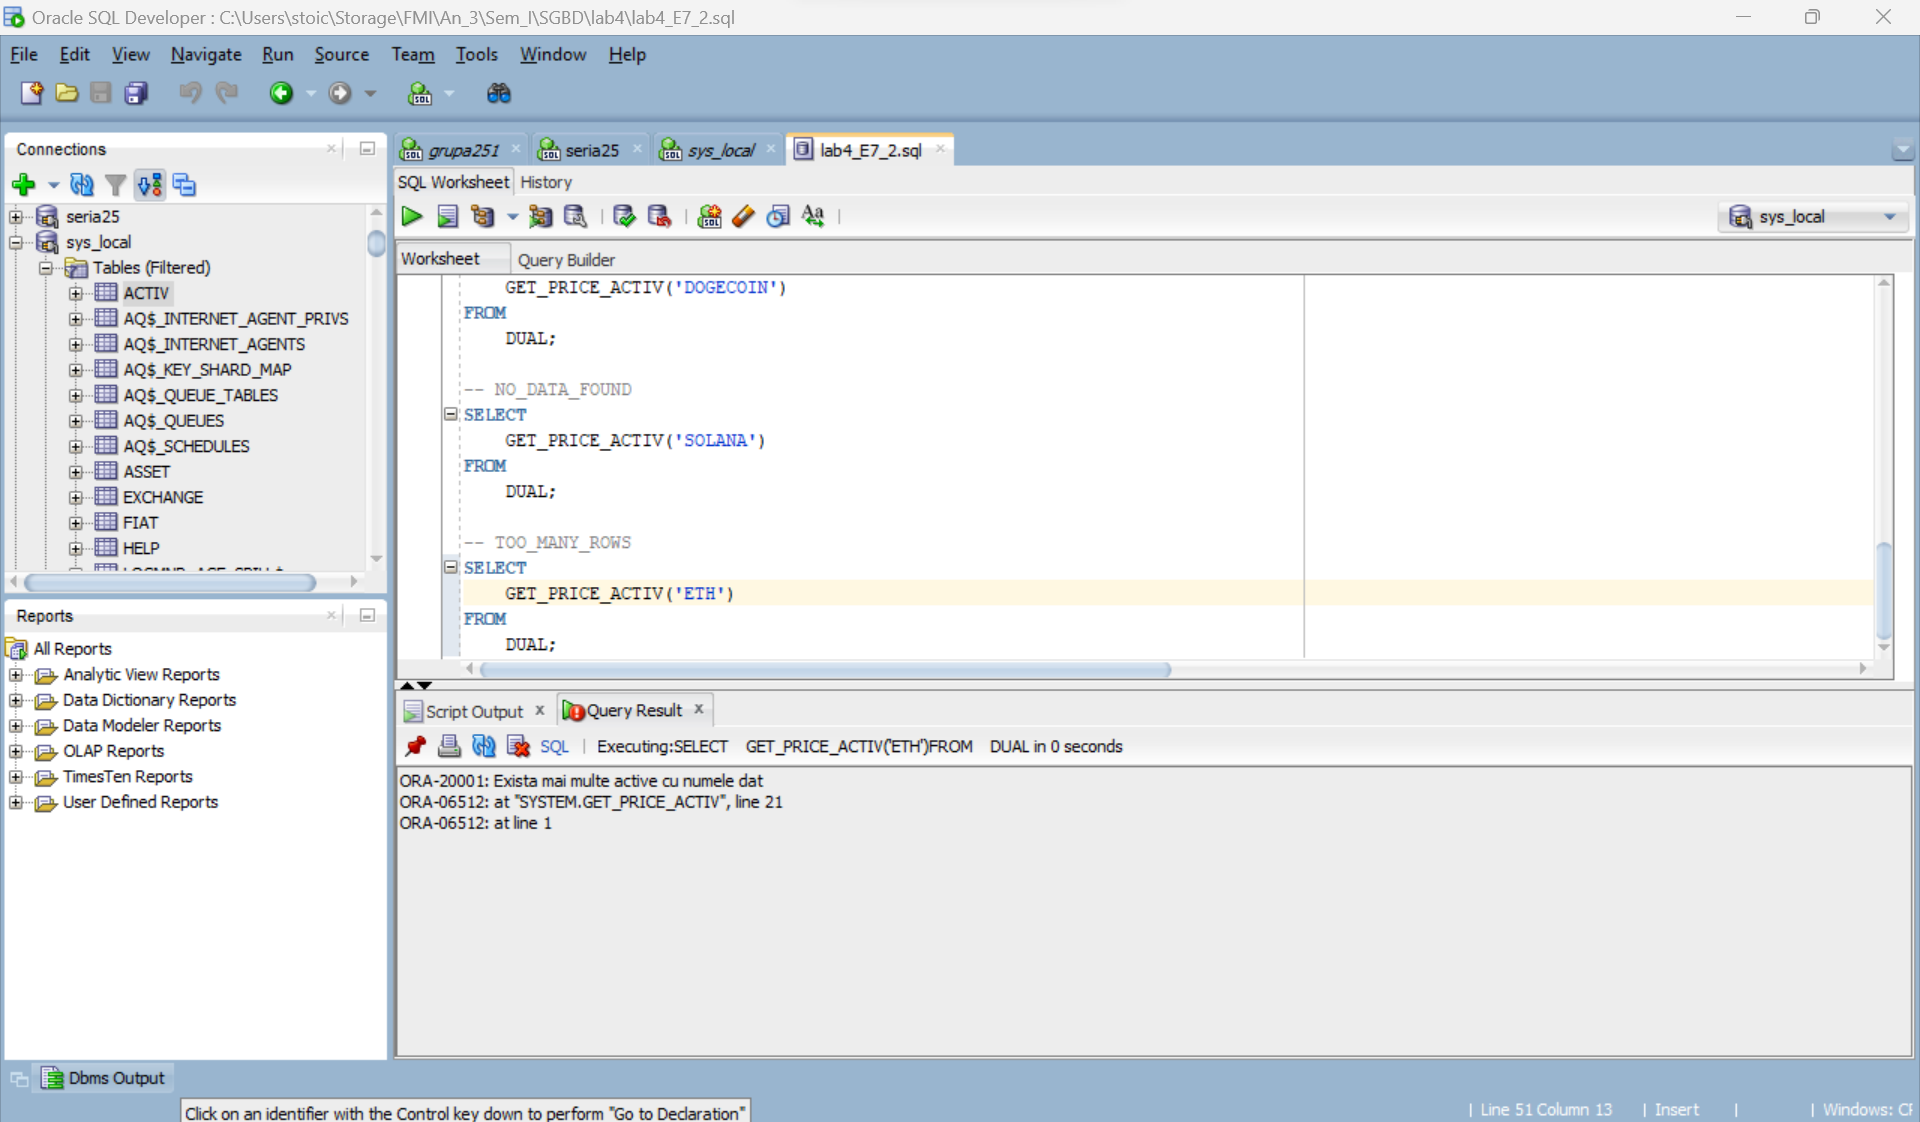 Oracle SQL Developer : C:\Users\stoic\Storage\FMI\An_3\Sem_I\SGBD\lab4\lab4_E7_2.sql
File Edit View Navigate Run Source Team Tools Window Help
Connections
seria25
sys_local
Tables (Filtered)
ACTIV
AQ$_INTERNET_AGENT_PRIVS
AQ$_INTERNET_AGENTS
AQ$_KEY_SHARD_MAP
AQ$_QUEUE_TABLES
AQ$_QUEUES
AQ$_SCHEDULES
ASSET
EXCHANGE
FIAT
HELP
Reports
All Reports
Analytic View Reports
Data Dictionary Reports
Data Modeler Reports
OLAP Reports
TimesTen Reports
User Defined Reports
grupa251 seria25 sys_local lab4_E7_2.sql
SQL Worksheet History
sys_local
Worksheet Query Builder
GET_PRICE_ACTIV('DOGECOIN')
FROM
DUAL;
-- NO_DATA_FOUND
SELECT
GET_PRICE_ACTIV('SOLANA')
FROM
DUAL;
-- TOO_MANY_ROWS
SELECT
GET_PRICE_ACTIV('ETH')
FROM
DUAL;
Script Output x Query Result x
SQL | Executing:SELECT GET_PRICE_ACTIV('ETH')FROM DUAL in 0 seconds
ORA-20001: Exista mai multe active cu numele dat
ORA-06512: at "SYSTEM.GET_PRICE_ACTIV", line 21
ORA-06512: at line 1
Dbms Output
Click on an identifier with the Control key down to perform "Go to Declaration"
| Line 51 Column 13 | Insert | | Windows: